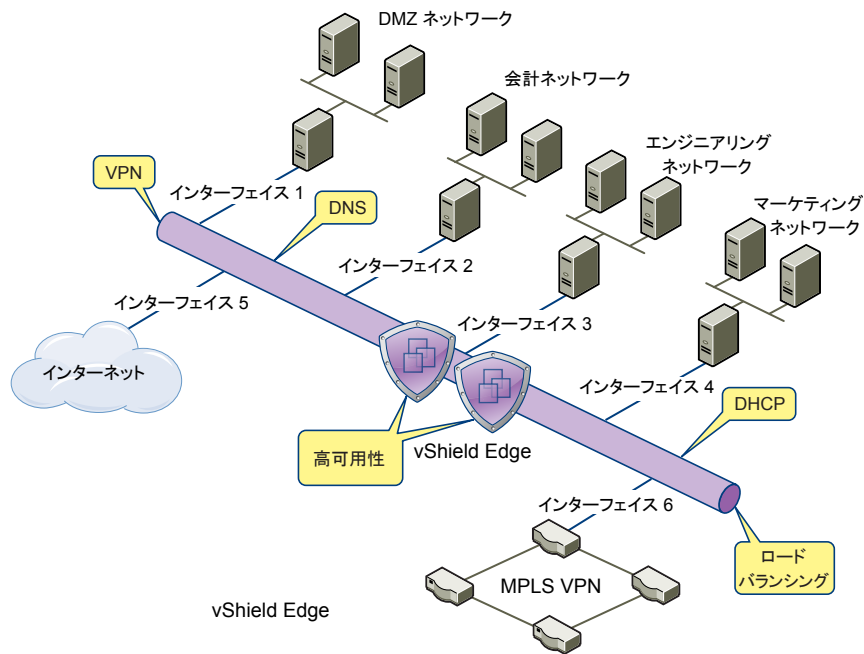 DMZ ネットワーク
会計ネットワーク
エンジニアリング
ネットワーク
マーケティング
ネットワーク
VPN
インターフェイス 1
DNS
インターフェイス 2
インターフェイス 5
インターフェイス 3
インターネット
インターフェイス 4
DHCP
高可用性
vShield Edge
インターフェイス 6
ロード
バランシング
MPLS VPN
vShield Edge